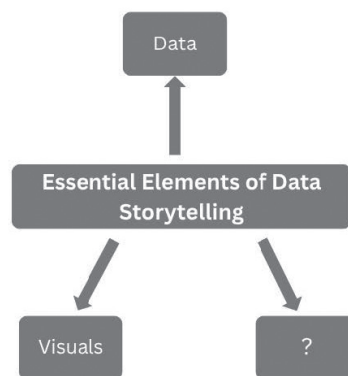 Data
Essential Elements of Data
Storytelling
Visuals
?